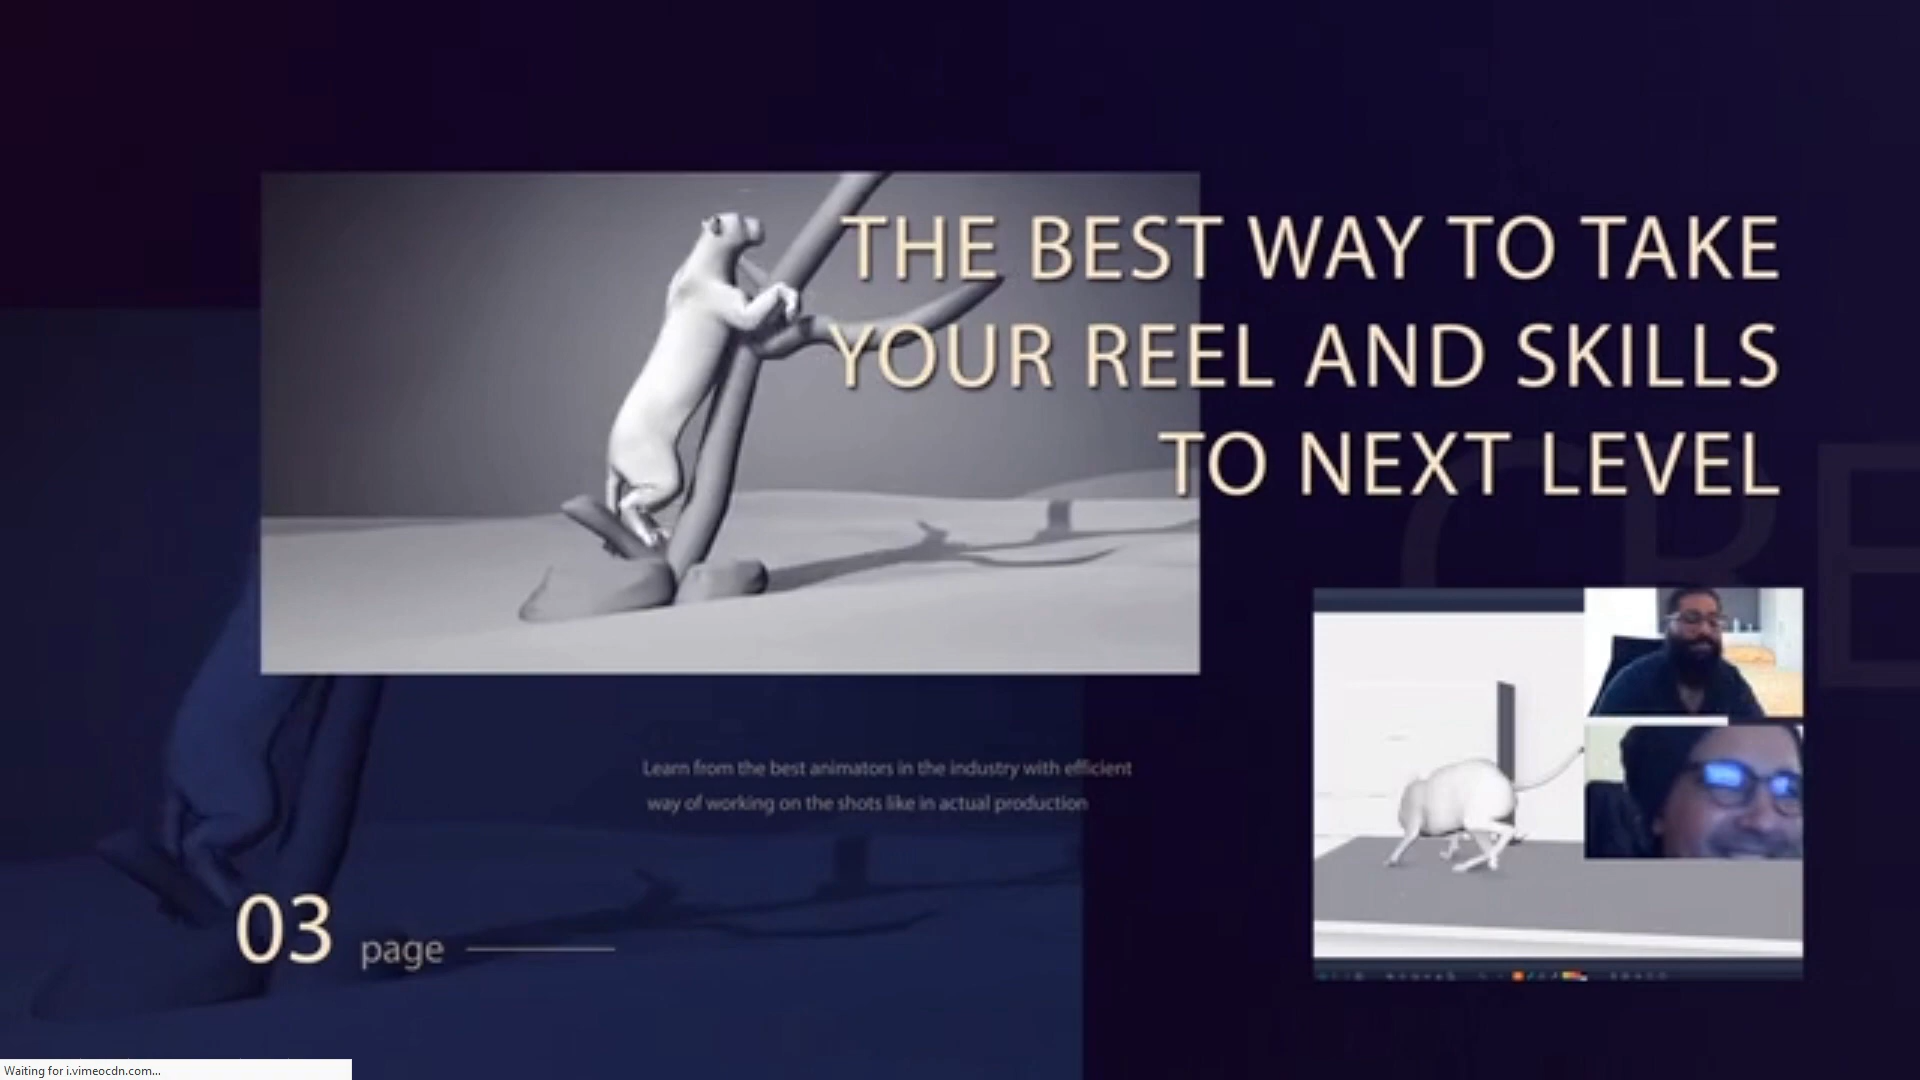 THE BEST WAY TO TAKE
YOUR REEL AND SKILLS
TO NEXT LEVEL
CRE
Learn from the best animators in the industry with efficient
way of working on the shots like in actual production
03 page
Waiting for i.vimeocdn.com...